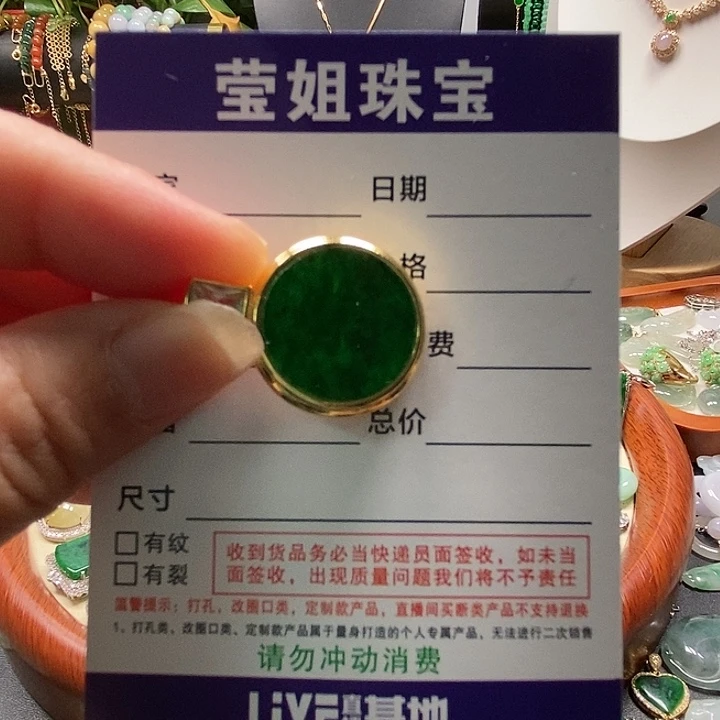 莹姐珠宝
日期
格
费
总价
尺寸
有纹
有裂
收到货品务必当快递员面签收，如未当
面签收，出现质量问题我们将不予责任
温馨提示：打孔，改圈口类，定制款产品，直播间买断类产品不支持退换
1、打孔类，改圈口类、定制款产品属于量身打造的个人专属产品，无法进行二次销售
请勿冲动消费
LIVE直播基地